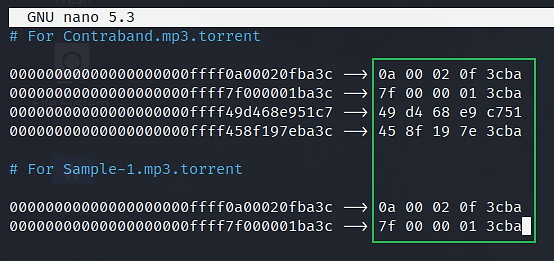 GNU nano 5.3
# For Contraband.mp3.torrent
00000000000000000000ffff0a00020fba3c —> 0a 00 02 0f 3cba
00000000000000000000ffff7f000001ba3c —> 7f 00 00 01 3cba
00000000000000000000ffff49d468e951c7 —> 49 d4 68 e9 c751
00000000000000000000ffff458f197eba3c —> 45 8f 19 7e 3cba
# For Sample-1.mp3.torrent
00000000000000000000ffff0a00020fba3c —> 0a 00 02 0f 3cba
00000000000000000000ffff7f000001ba3c —> 7f 00 00 01 3cba